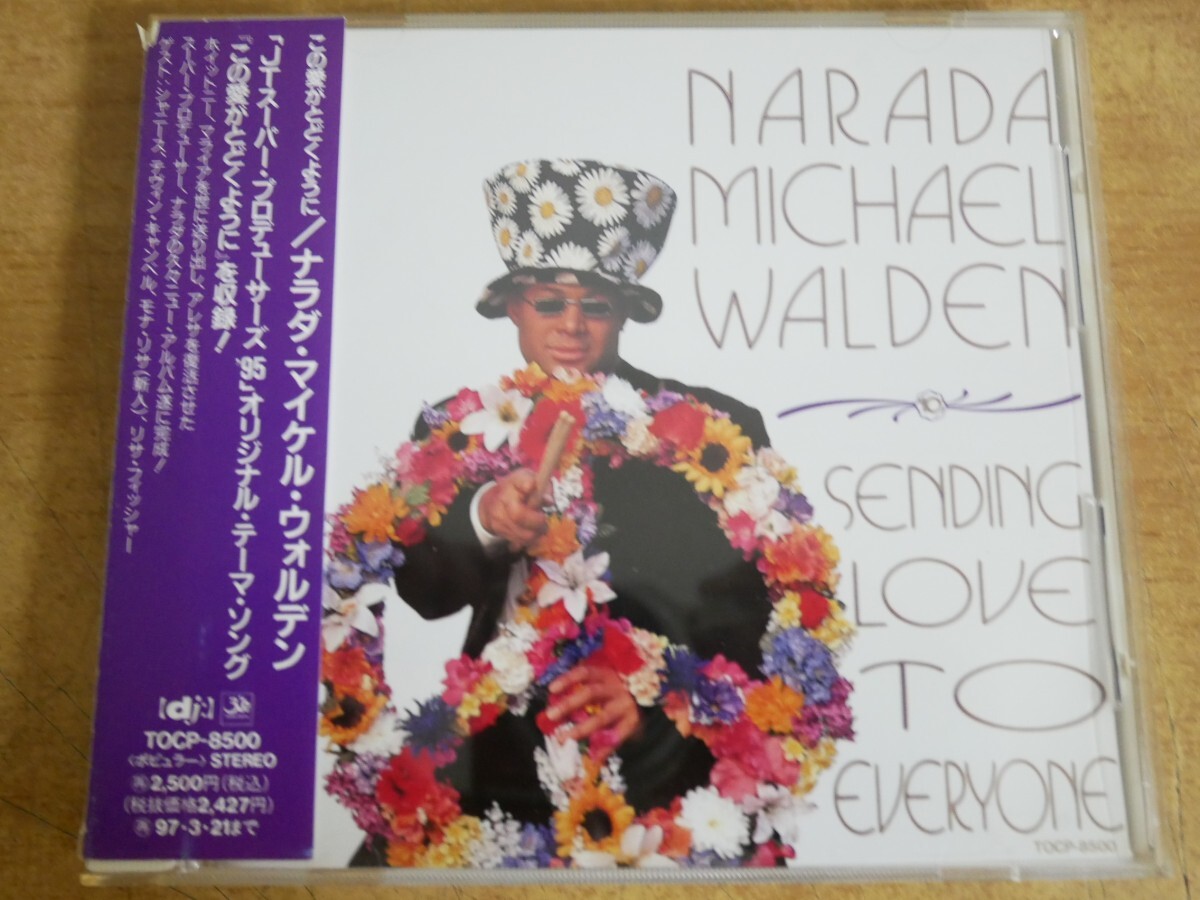 この愛がとどくように/ナラダ・マイケル・ウォルデン
「JTスーパー・プロデューサーズ'95」オリジナル・テーマ・ソング
『この愛がとどくように』を収録!
ホイットニー、マライアを世に送り出し、アレサを復活させた
スーパー・プロデューサー、ナラダのニュー・アルバム遂に完成!
ゲスト:シャニース、テヴィン・キャンベル、モナ・リサ(新人)、リサ・フィッシャー
[dj:]
TOCP-8500
〈ポピュラー〉STEREO
2,500円(税込)
(税抜価格2,427円)
97・3・21まで
NARADA
MICHAEL
WALDEN
SENDING
LOVE
TO
EVERYONE
TOCP-8500